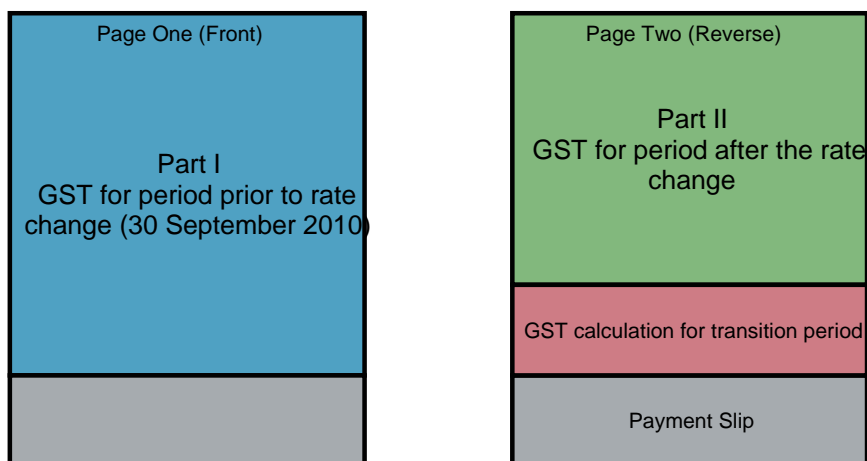 Page One (Front)
Part I
GST for period prior to rate
change (30 September 2010)
Page Two (Reverse)
Part II
GST for period after the rate
change
GST calculation for transition period
Payment Slip